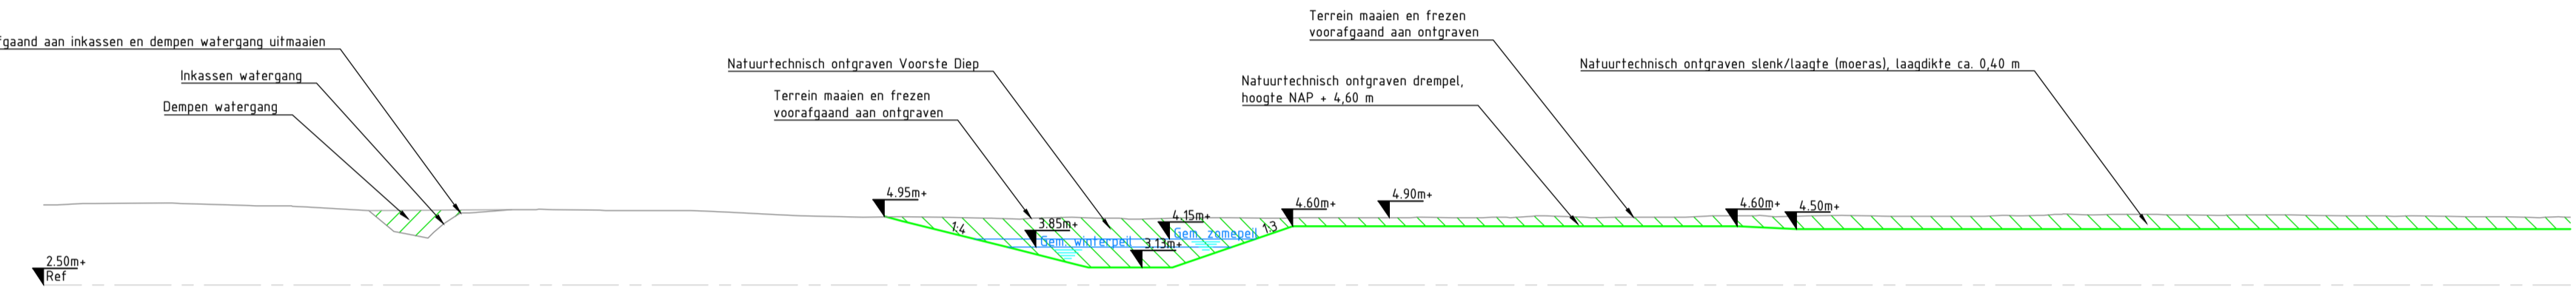 aan inkassen en dempen watergang uitmaaien
Inkassen watergang
Dempen watergang
Natuurtechnisch ontgraven Voorste Diep
Terrein maaien en frezen
voorafgaand aan ontgraven
Terrein maaien en frezen
voorafgaand aan ontgraven
Natuurtechnisch ontgraven drempel,
hoogte NAP + 4,60 m
Natuurtechnisch ontgraven slenk/laagte (moeras), laagdikte ca. 0,40 m
4.95m+
1:4
3.85m+
Gem. winterpeil
4.15m+
Gem. zomepeil
3.13m+
1:3
4.60m+
4.90m+
4.60m+
4.50m+
2.50m+
Ref